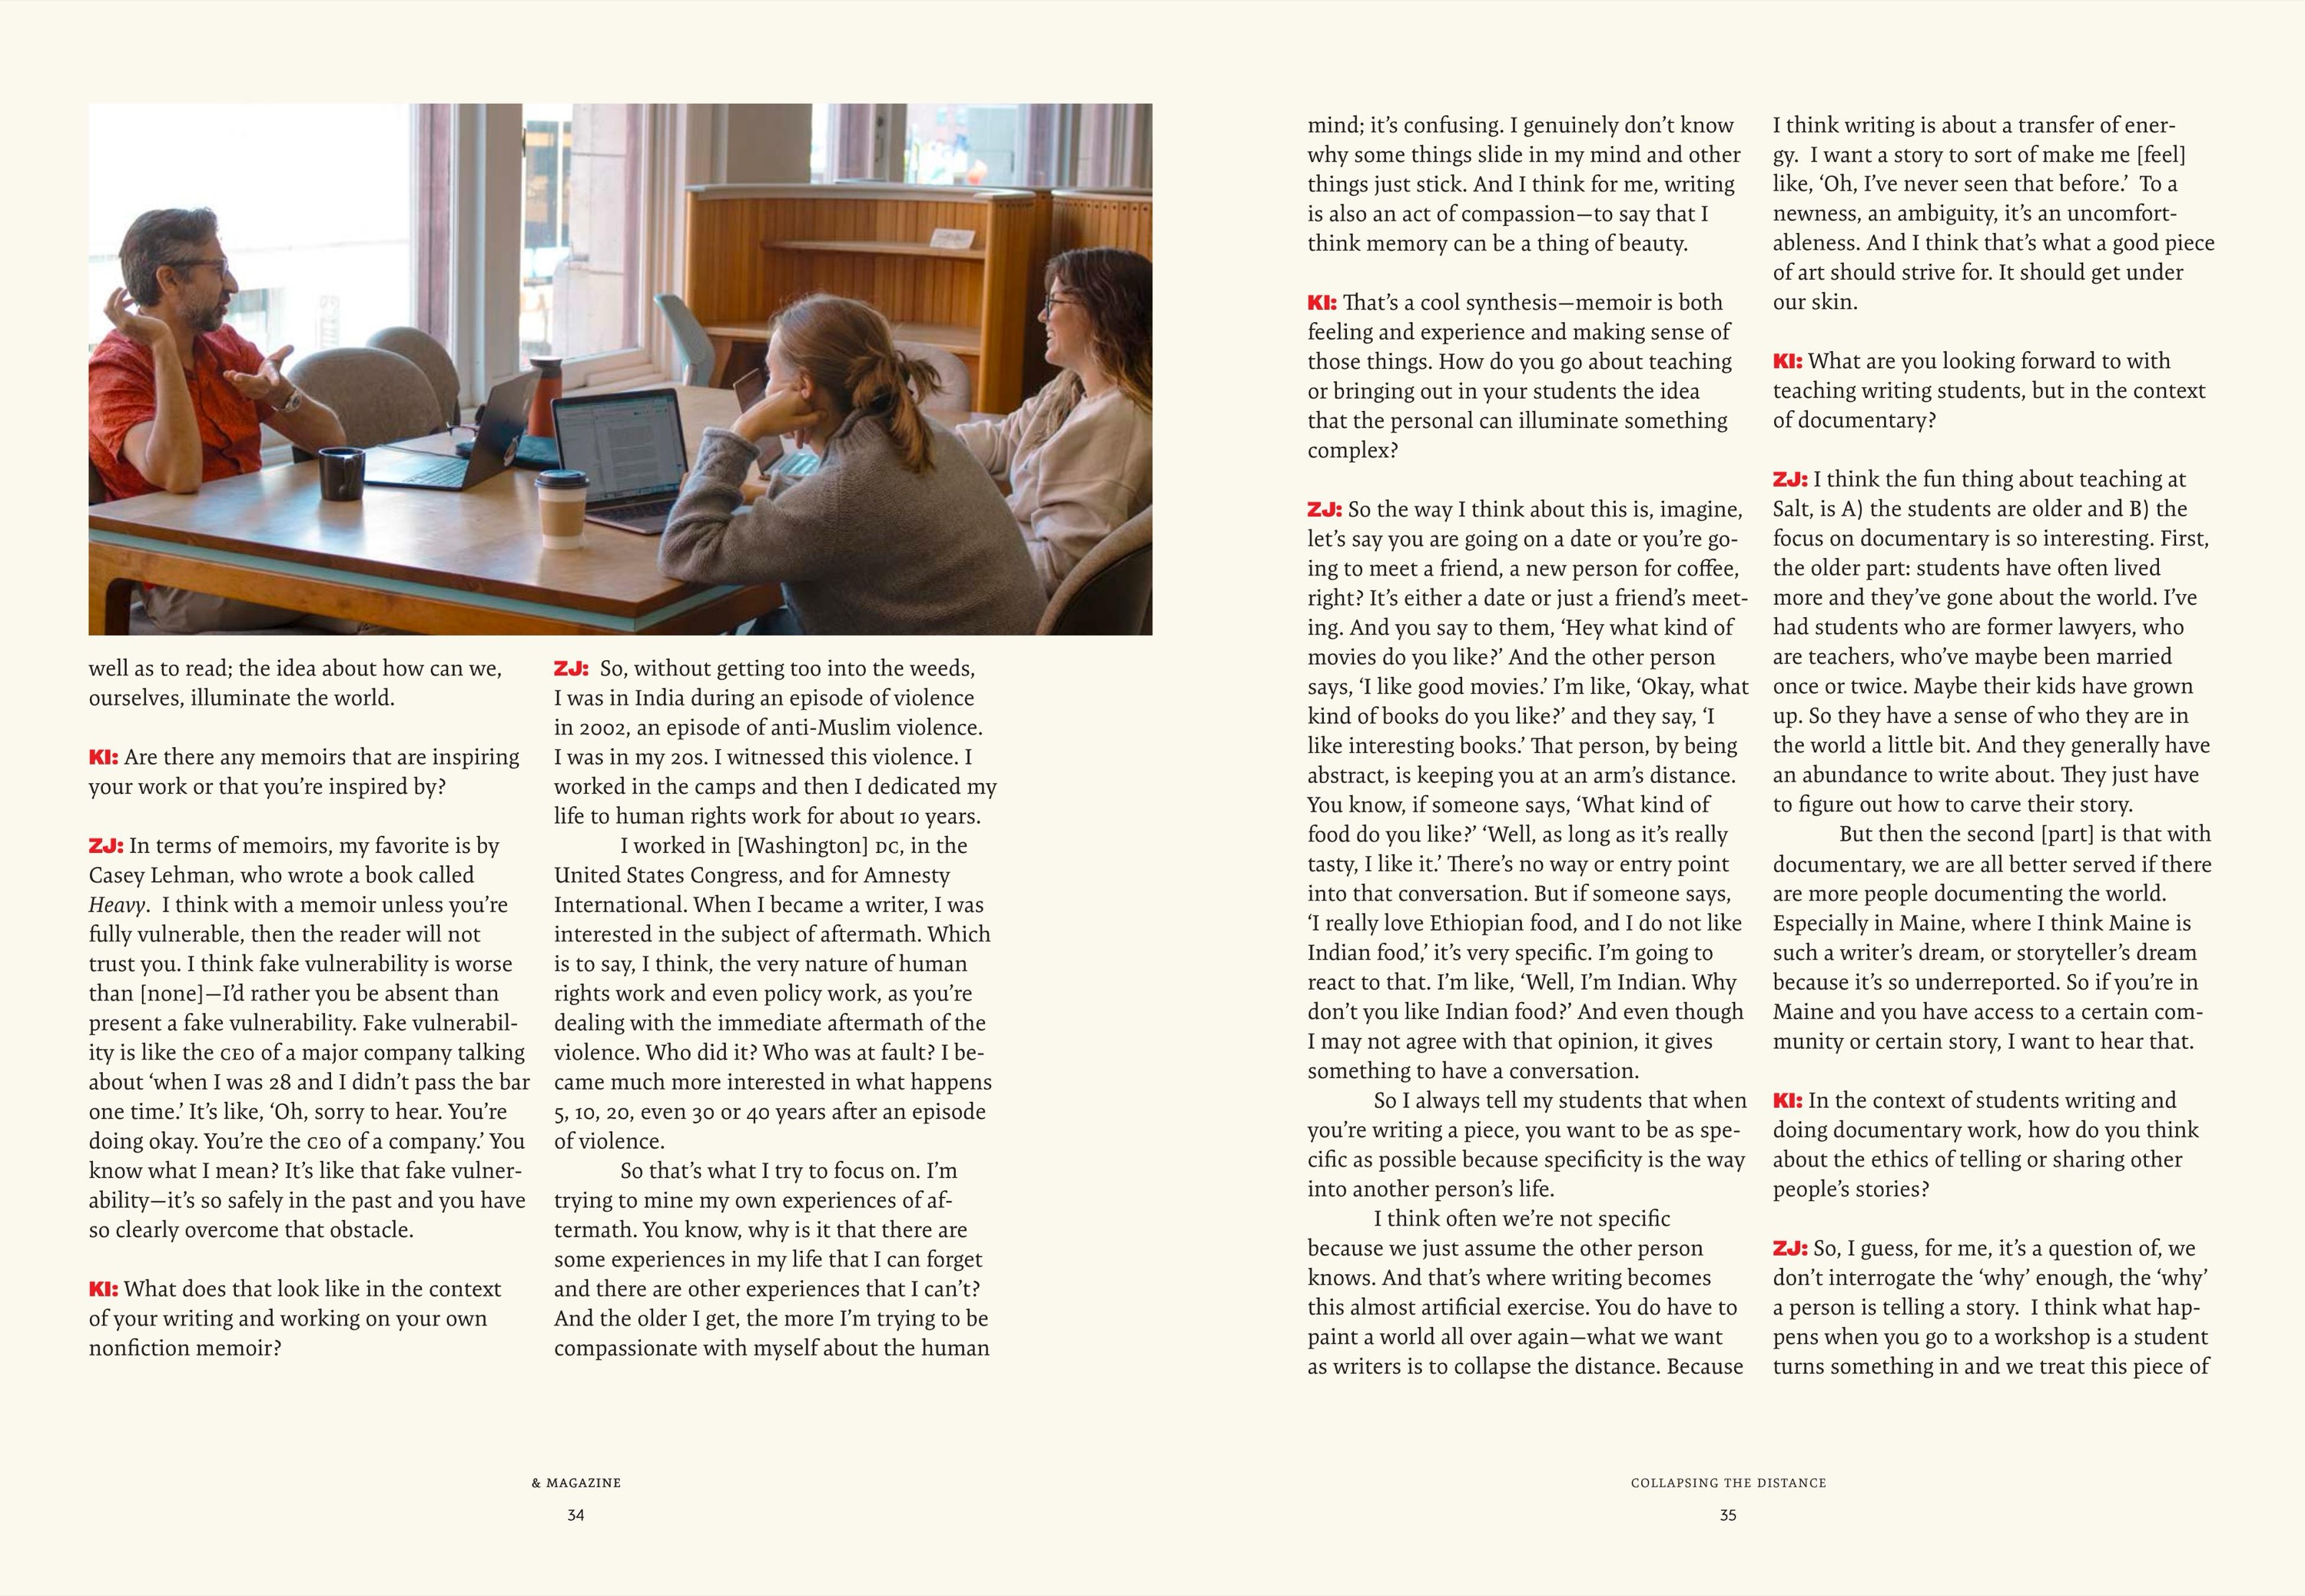 well as to read; the idea about how can we,
ourselves, illuminate the world.
KI: Are there any memoirs that are inspiring
your work or that you're inspired by?
ZJ: In terms of memoirs, my favorite is by
Casey Lehman, who wrote a book called
Heavy.  I think with a memoir unless you're
fully vulnerable, then the reader will not
trust you. I think fake vulnerability is worse
than [none]—I'd rather you be absent than
present a fake vulnerability. Fake vulnerabil-
ity is like the CEO of a major company talking
about ‘when I was 28 and I didn't pass the bar
one time.’ It's like, ‘Oh, sorry to hear. You're
doing okay. You're the CEO of a company.’ You
know what I mean? It's like that fake vulner-
ability—it's so safely in the past and you have
so clearly overcome that obstacle.
KI: What does that look like in the context
of your writing and working on your own
nonfiction memoir?
ZJ:  So, without getting too into the weeds,
I was in India during an episode of violence
in 2002, an episode of anti-Muslim violence.
I was in my 20s. I witnessed this violence. I
worked in the camps and then I dedicated my
life to human rights work for about 10 years.
I worked in [Washington] DC, in the
United States Congress, and for Amnesty
International. When I became a writer, I was
interested in the subject of aftermath. Which
is to say, I think, the very nature of human
rights work and even policy work, as you're
dealing with the immediate aftermath of the
violence. Who did it? Who was at fault? I be-
came much more interested in what happens
5, 10, 20, even 30 or 40 years after an episode
of violence.
So that's what I try to focus on. I'm
trying to mine my own experiences of af-
termath. You know, why is it that there are
some experiences in my life that I can forget
and there are other experiences that I can't?
And the older I get, the more I'm trying to be
compassionate with myself about the human
& MAGAZINE
34
mind; it's confusing. I genuinely don't know
why some things slide in my mind and other
things just stick. And I think for me, writing
is also an act of compassion—to say that I
think memory can be a thing of beauty.
KI: That's a cool synthesis—memoir is both
feeling and experience and making sense of
those things. How do you go about teaching
or bringing out in your students the idea
that the personal can illuminate something
complex?
ZJ: So the way I think about this is, imagine,
let's say you are going on a date or you're go-
ing to meet a friend, a new person for coffee,
right? It's either a date or just a friend's meet-
ing. And you say to them, ‘Hey what kind of
movies do you like?’ And the other person
says, ‘I like good movies.’ I'm like, ‘Okay, what
kind of books do you like?’ and they say, ‘I
like interesting books.’ That person, by being
abstract, is keeping you at an arm's distance.
You know, if someone says, ‘What kind of
food do you like?’ ‘Well, as long as it's really
tasty, I like it.’ There's no way or entry point
into that conversation. But if someone says,
‘I really love Ethiopian food, and I do not like
Indian food,’ it's very specific. I'm going to
react to that. I'm like, ‘Well, I'm Indian. Why
don't you like Indian food?’ And even though
I may not agree with that opinion, it gives
something to have a conversation.
So I always tell my students that when
you're writing a piece, you want to be as spe-
cific as possible because specificity is the way
into another person's life.
I think often we're not specific
because we just assume the other person
knows. And that's where writing becomes
this almost artificial exercise. You do have to
paint a world all over again—what we want
as writers is to collapse the distance. Because
I think writing is about a transfer of ener-
gy.  I want a story to sort of make me [feel]
like, ‘Oh, I've never seen that before.’  To a
newness, an ambiguity, it's an uncomfort-
ableness. And I think that's what a good piece
of art should strive for. It should get under
our skin.
KI: What are you looking forward to with
teaching writing students, but in the context
of documentary?
ZJ: I think the fun thing about teaching at
Salt, is A) the students are older and B) the
focus on documentary is so interesting. First,
the older part: students have often lived
more and they've gone about the world. I've
had students who are former lawyers, who
are teachers, who've maybe been married
once or twice. Maybe their kids have grown
up. So they have a sense of who they are in
the world a little bit. And they generally have
an abundance to write about. They just have
to figure out how to carve their story.
But then the second [part] is that with
documentary, we are all better served if there
are more people documenting the world.
Especially in Maine, where I think Maine is
such a writer's dream, or storyteller's dream
because it's so underreported. So if you're in
Maine and you have access to a certain com-
munity or certain story, I want to hear that.
KI: In the context of students writing and
doing documentary work, how do you think
about the ethics of telling or sharing other
people's stories?
ZJ: So, I guess, for me, it's a question of, we
don't interrogate the ‘why’ enough, the ‘why’
a person is telling a story.  I think what hap-
pens when you go to a workshop is a student
turns something in and we treat this piece of
COLLAPSING THE DISTANCE
35